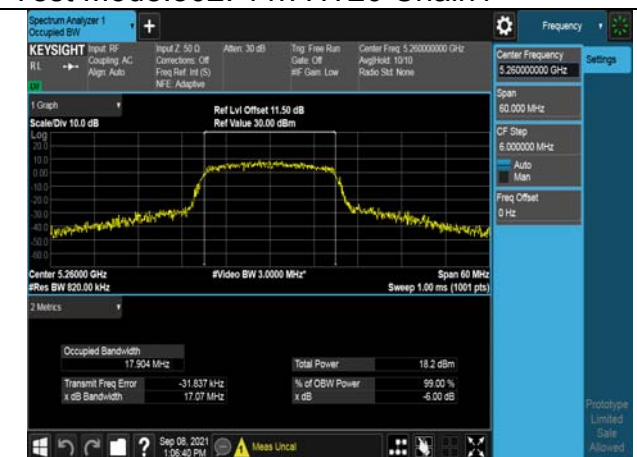 Spectrum Analyzer 1
Occupied BW
Frequency
KEYSIGHT
RL
Input: RF
Coupling: AC
Align: Auto
Input Z: 50 Ω
Corrections: Off
Freq Ref: Int (S)
NFE: Adaptive
Atten: 30 dB
Trig: Free Run
Gate: Off
#IF Gain: Low
Center Freq: 5.260000000 GHz
Avg|Hold: 10/10
Radio Std: None
Center Frequency
5.260000000 GHz
Settings
Span
60.000 MHz
CF Step
6.000000 MHz
Auto
Man
Freq Offset
0 Hz
1 Graph
Scale/Div 10.0 dB
Ref Lvl Offset 11.50 dB
Ref Value 30.00 dBm
Log
20.0
10.0
0.00
-10.0
-20.0
-30.0
-40.0
-50.0
-60.0
Center 5.26000 GHz
#Res BW 820.00 kHz
#Video BW 3.0000 MHz*
Span 60 MHz
Sweep 1.00 ms (1001 pts)
2 Metrics
Occupied Bandwidth
17.904 MHz
Total Power 18.2 dBm
Transmit Freq Error -31.837 kHz
% of OBW Power 99.00 %
x dB Bandwidth 17.07 MHz
x dB -6.00 dB
Prototype
Limited
Sale
Allowed
Sep 08, 2021
1:06:40 PM
Meas Uncal